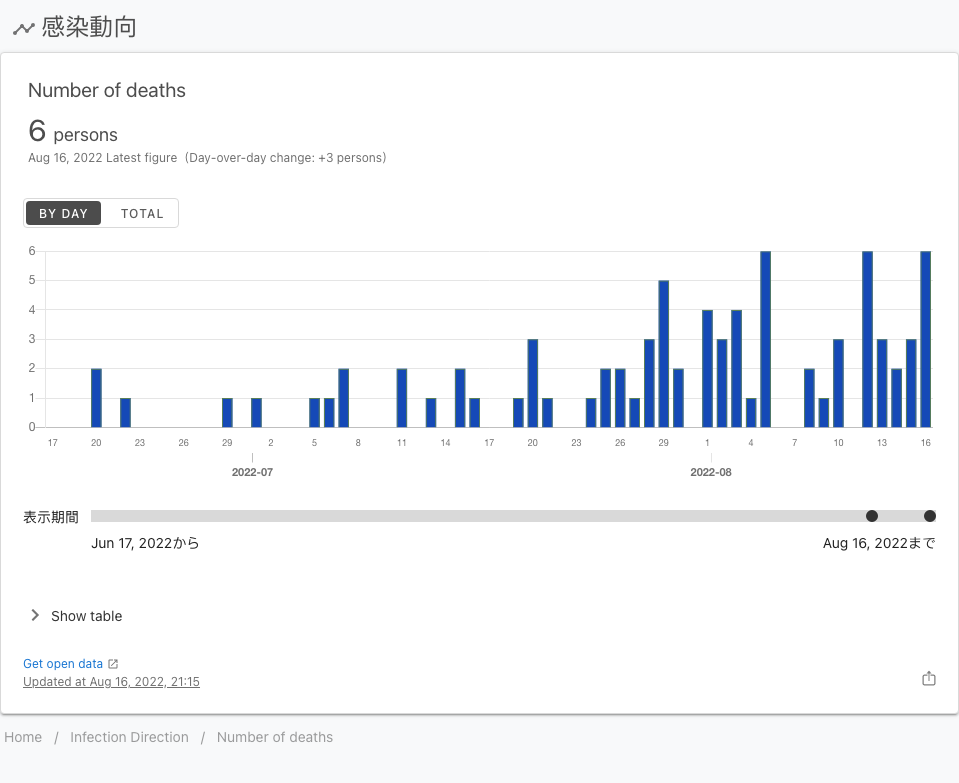 感染動向
Number of deaths
6 persons
Aug 16, 2022 Latest figure (Day-over-day change: +3 persons)
BY DAY TOTAL
6
5
4
3
2
1
0
17 20 23 26 29 2 5 8 11 14 17 20 23 26 29 1 4 7 10 13 16
2022-07 2022-08
表示期間
Jun 17, 2022から Aug 16, 2022まで
Show table
Get open data
Updated at Aug 16, 2022, 21:15
Home / Infection Direction / Number of deaths